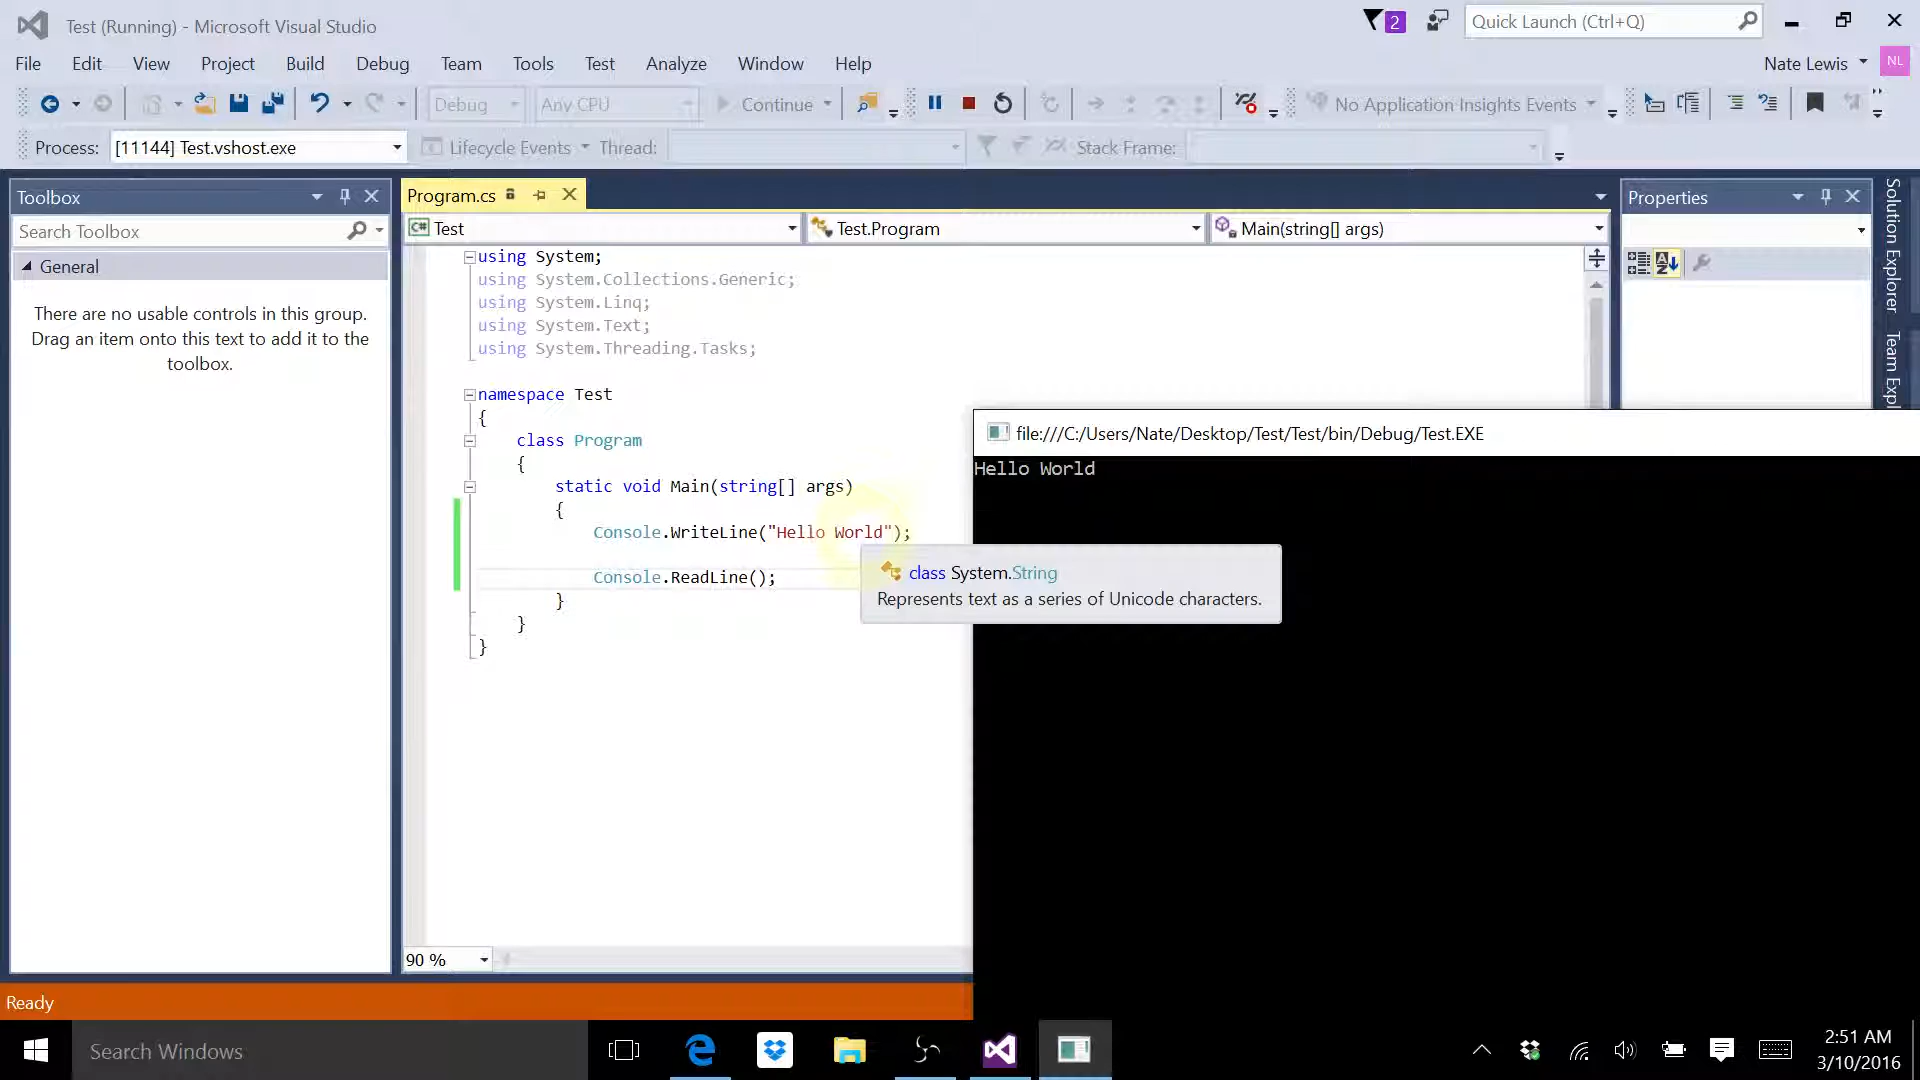 Test (Running) - Microsoft Visual Studio
2
Quick Launch (Ctrl+Q)
File Edit View Project Build Debug Team Tools Test Analyze Window Help
Nate Lewis NL
Debug Any CPU Continue No Application Insights Events
Process: [11144] Test.vshost.exe Lifecycle Events Thread: Stack Frame:
Toolbox
Search Toolbox
General
There are no usable controls in this group.
Drag an item onto this text to add it to the
toolbox.
Program.cs
C# Test Test.Program Main(string[] args)
using System;
using System.Collections.Generic;
using System.Linq;
using System.Text;
using System.Threading.Tasks;
namespace Test
{
class Program
{
static void Main(string[] args)
{
Console.WriteLine("Hello World");
Console.ReadLine();
}
}
}
class System.String
Represents text as a series of Unicode characters.
90 %
Properties
AZ
Solution Explorer
Team Expl
file:///C:/Users/Nate/Desktop/Test/Test/bin/Debug/Test.EXE
Hello World
Ready
Search Windows
2:51 AM
3/10/2016